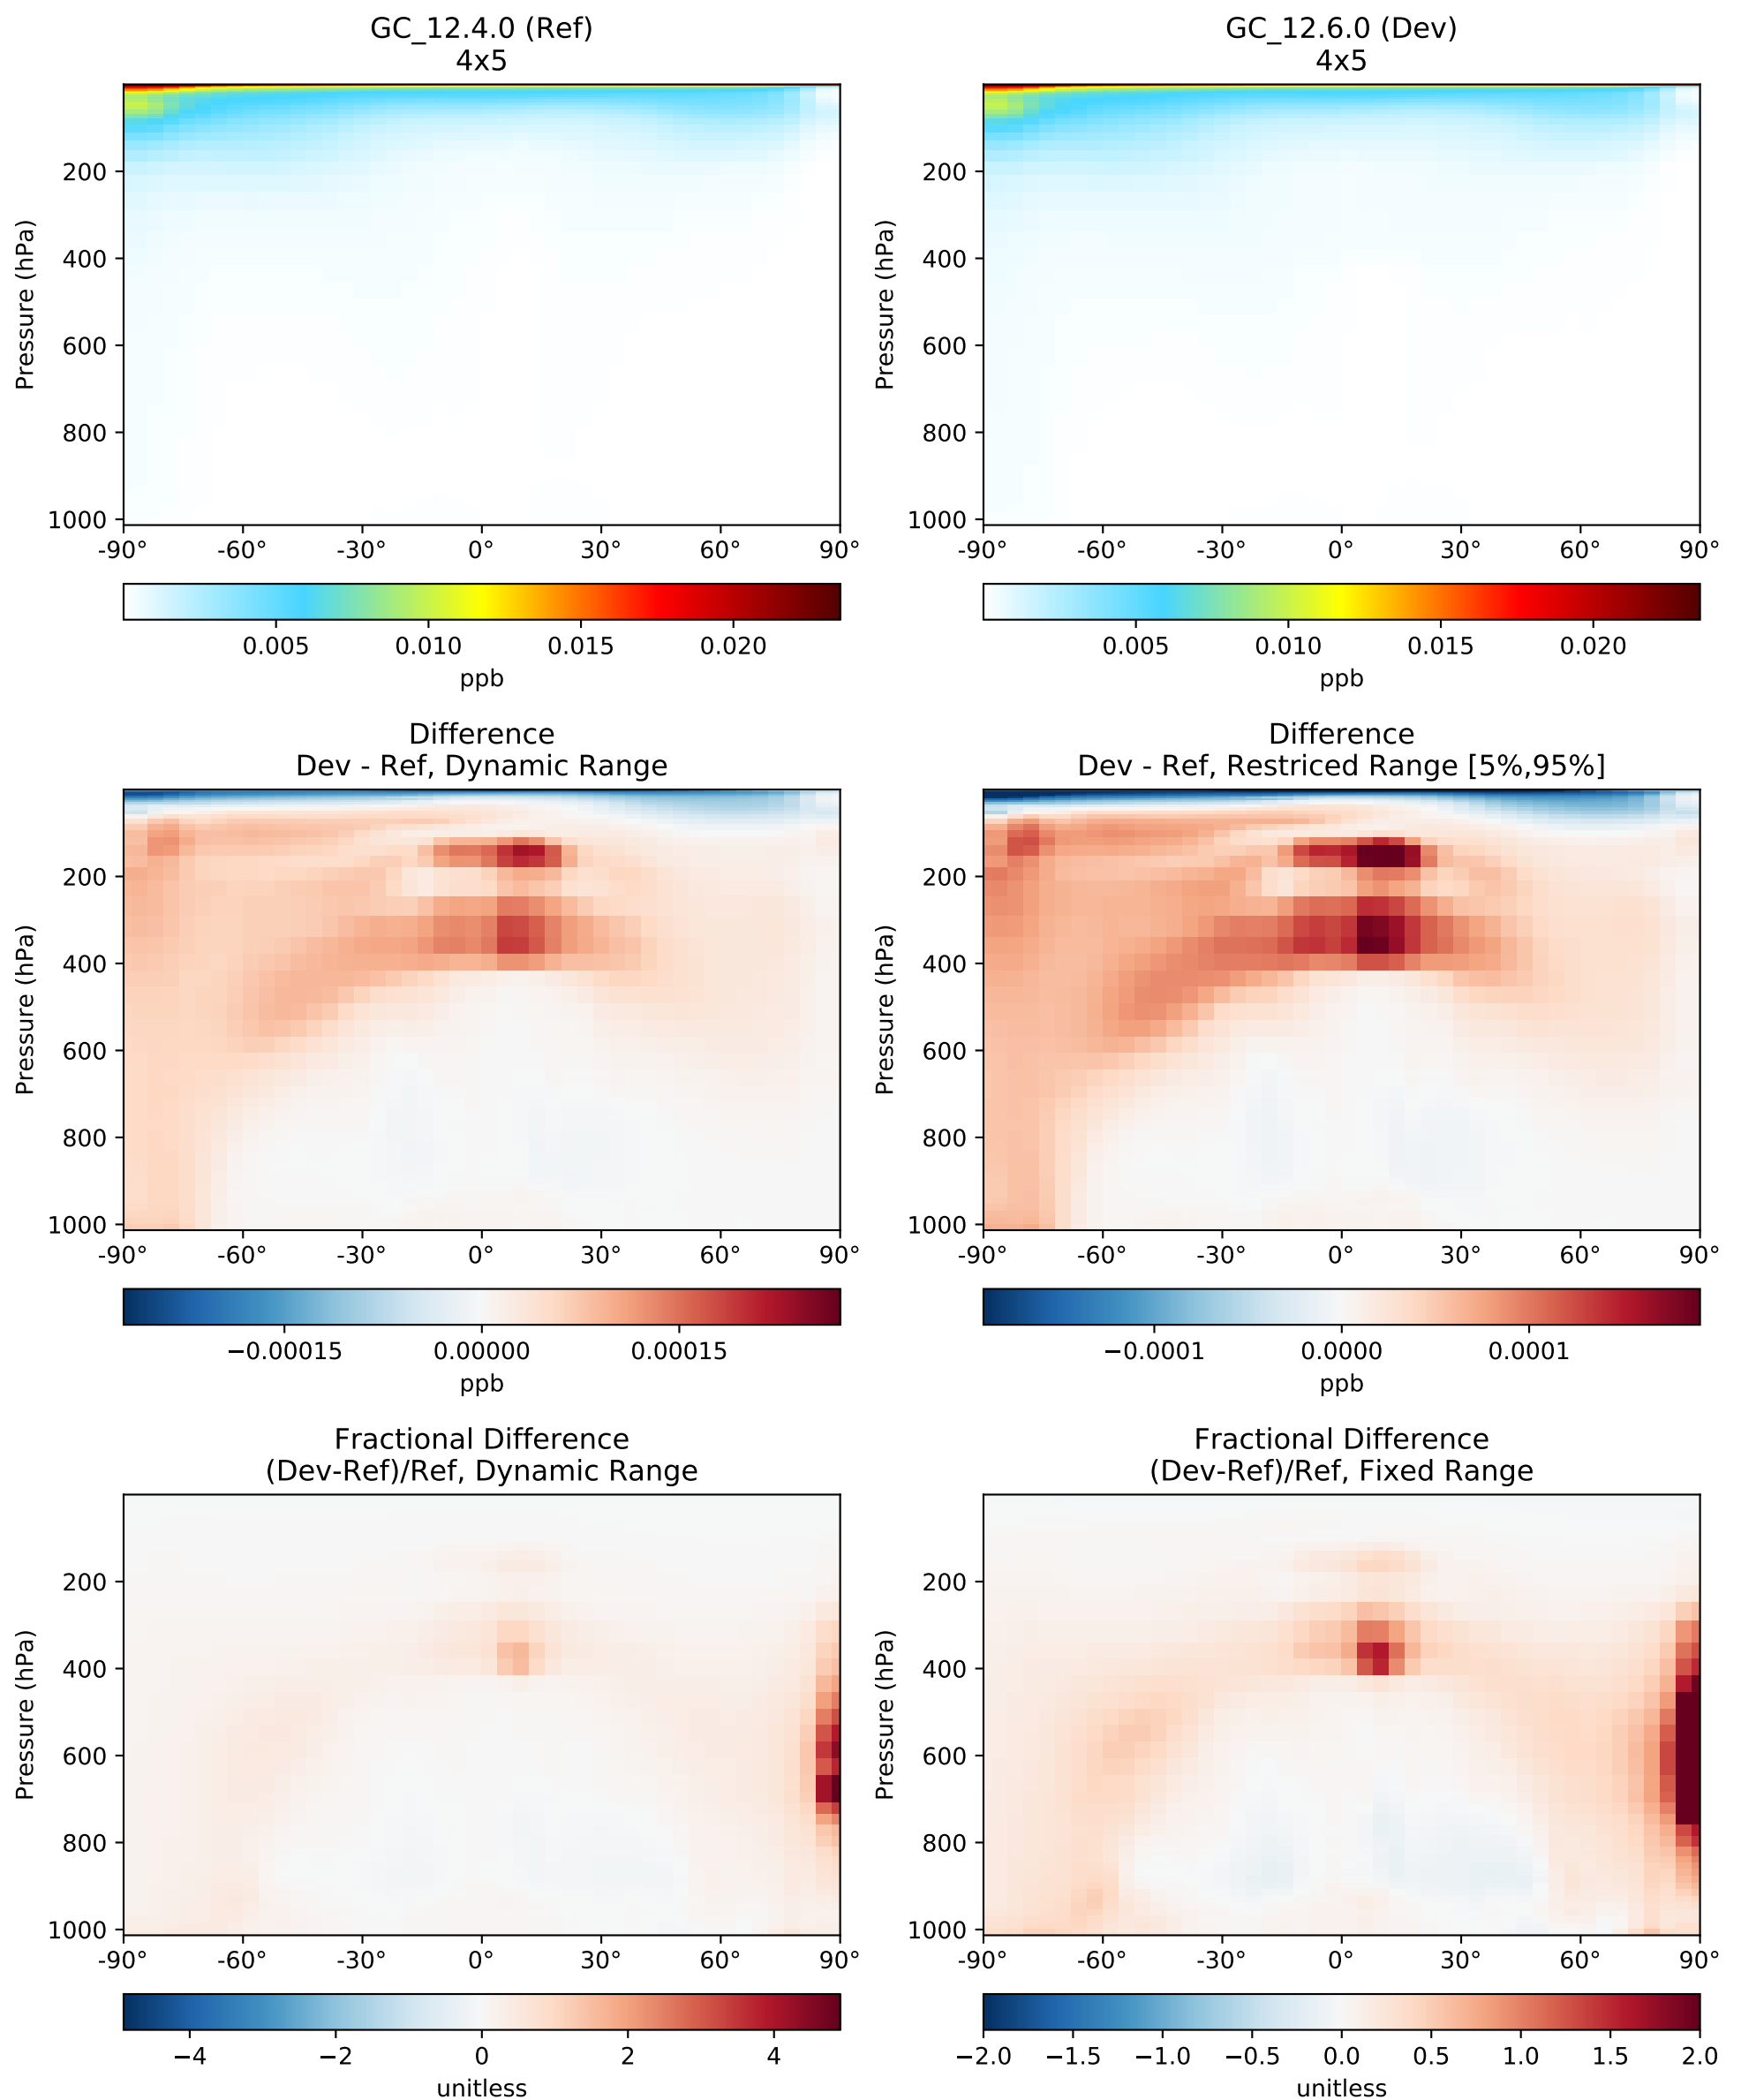 GC_12.4.0 (Ref)
4x5
GC_12.6.0 (Dev)
4x5
Pressure (hPa)
200
400
600
800
1000
-90° -60° -30° 0° 30° 60° 90°
0.005 0.010 0.015 0.020
ppb
Pressure (hPa)
200
400
600
800
1000
-90° -60° -30° 0° 30° 60° 90°
0.005 0.010 0.015 0.020
ppb
Difference
Dev - Ref, Dynamic Range
Pressure (hPa)
200
400
600
800
1000
-90° -60° -30° 0° 30° 60° 90°
−0.00015 0.00000 0.00015
ppb
Difference
Dev - Ref, Restriced Range [5%,95%]
Pressure (hPa)
200
400
600
800
1000
-90° -60° -30° 0° 30° 60° 90°
−0.0001 0.0000 0.0001
ppb
Fractional Difference
(Dev-Ref)/Ref, Dynamic Range
Pressure (hPa)
200
400
600
800
1000
-90° -60° -30° 0° 30° 60° 90°
−4 −2 0 2 4
unitless
Fractional Difference
(Dev-Ref)/Ref, Fixed Range
Pressure (hPa)
200
400
600
800
1000
-90° -60° -30° 0° 30° 60° 90°
−2.0 −1.5 −1.0 −0.5 0.0 0.5 1.0 1.5 2.0
unitless